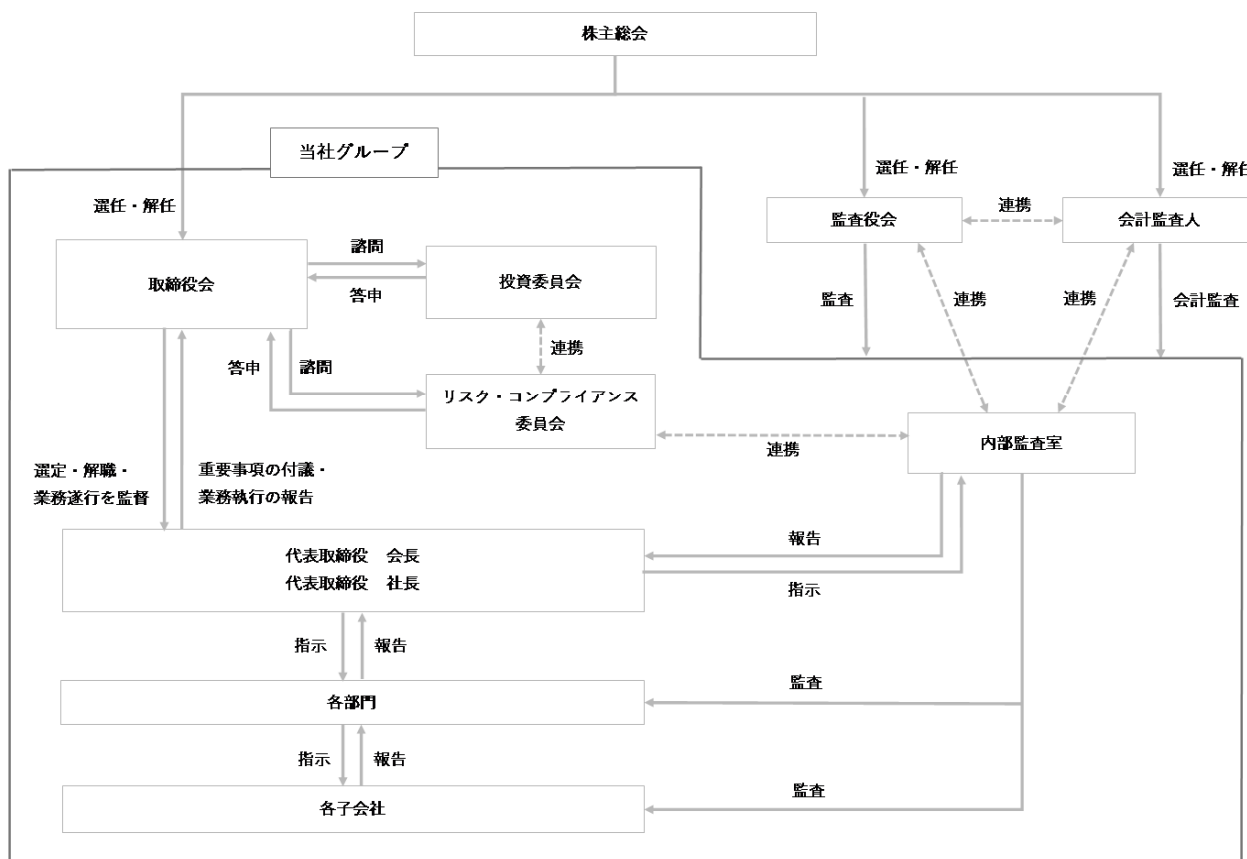 株主総会
当社グループ
選任・解任
選任・解任
選任・解任
監査役会
連携
会計監査人
取締役会
諮問
答申
投資委員会
監査
連携
連携
会計監査
連携
答申
諮問
リスク・コンプライアンス
委員会
連携
内部監査室
選定・解職・
業務遂行を監督
重要事項の付議・
業務執行の報告
代表取締役 会長
代表取締役 社長
報告
指示
指示
報告
各部門
監査
指示
報告
各子会社
監査